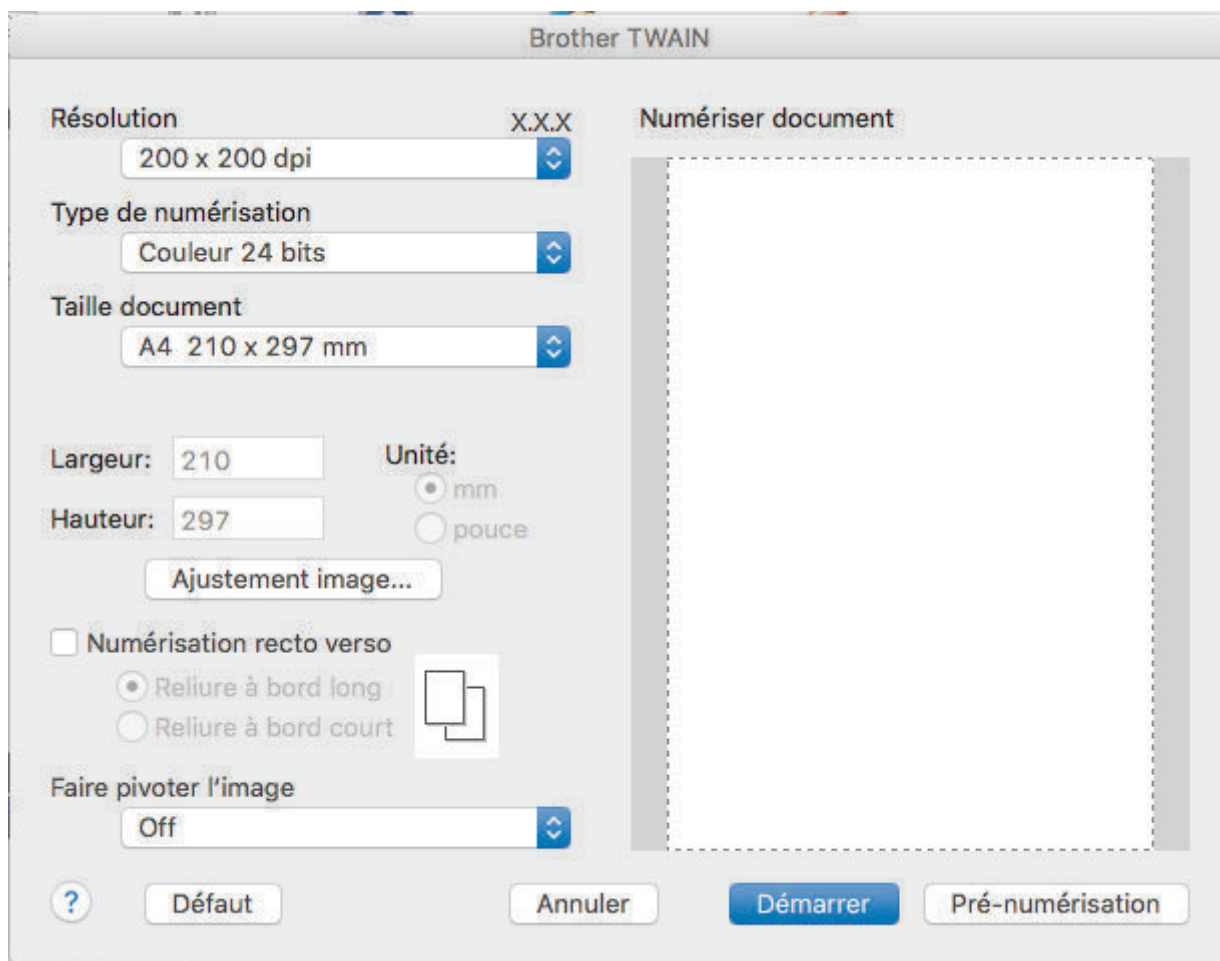 Brother TWAIN
Résolution
X.X.X
200 x 200 dpi
Type de numérisation
Couleur 24 bits
Taille document
A4 210 x 297 mm
Largeur: 210
Unité:
mm
Hauteur: 297
pouce
Ajustement image...
Numérisation recto verso
Reliure à bord long
Reliure à bord court
Faire pivoter l'image
Off
Numériser document
? Défaut Annuler Démarrer Pré-numérisation